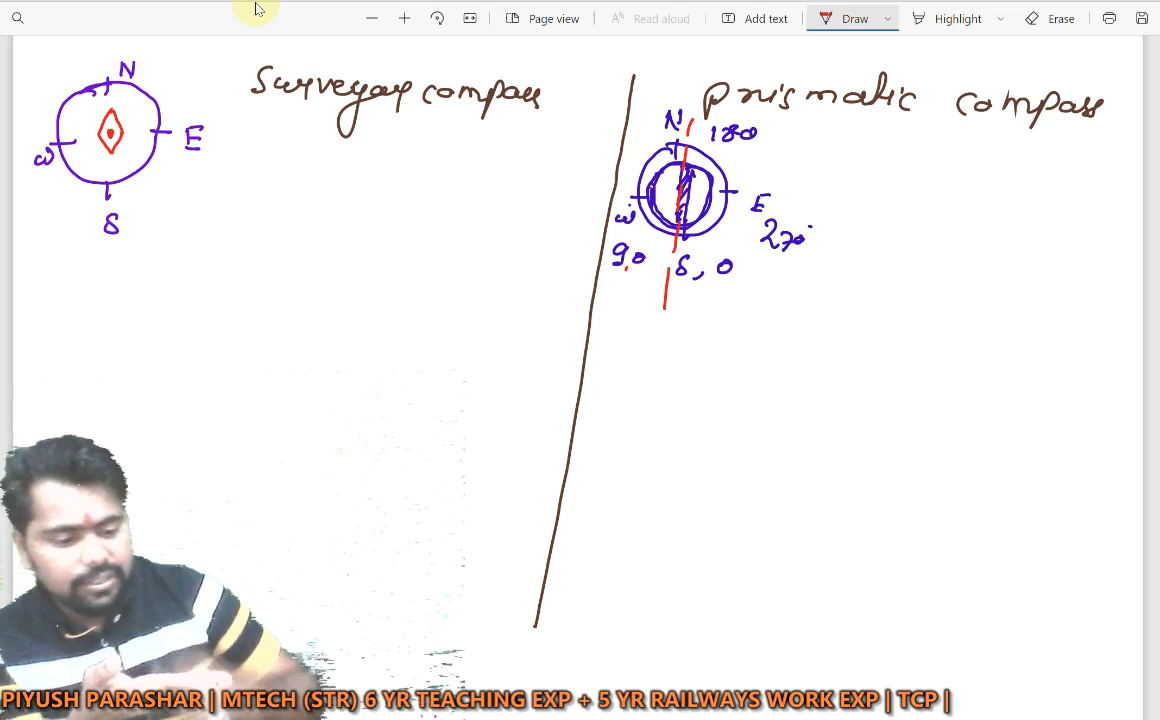 Page view
Read aloud
Add text
Draw
Highlight
Erase
Surveyor compass
Prismatic compass
N
E
W
S
N
180
E
270°
W
90
S, 0
PIYUSH PARASHAR | MTECH (STR) 6 YR TEACHING EXP + 5 YR RAILWAYS WORK EXP | TCP |